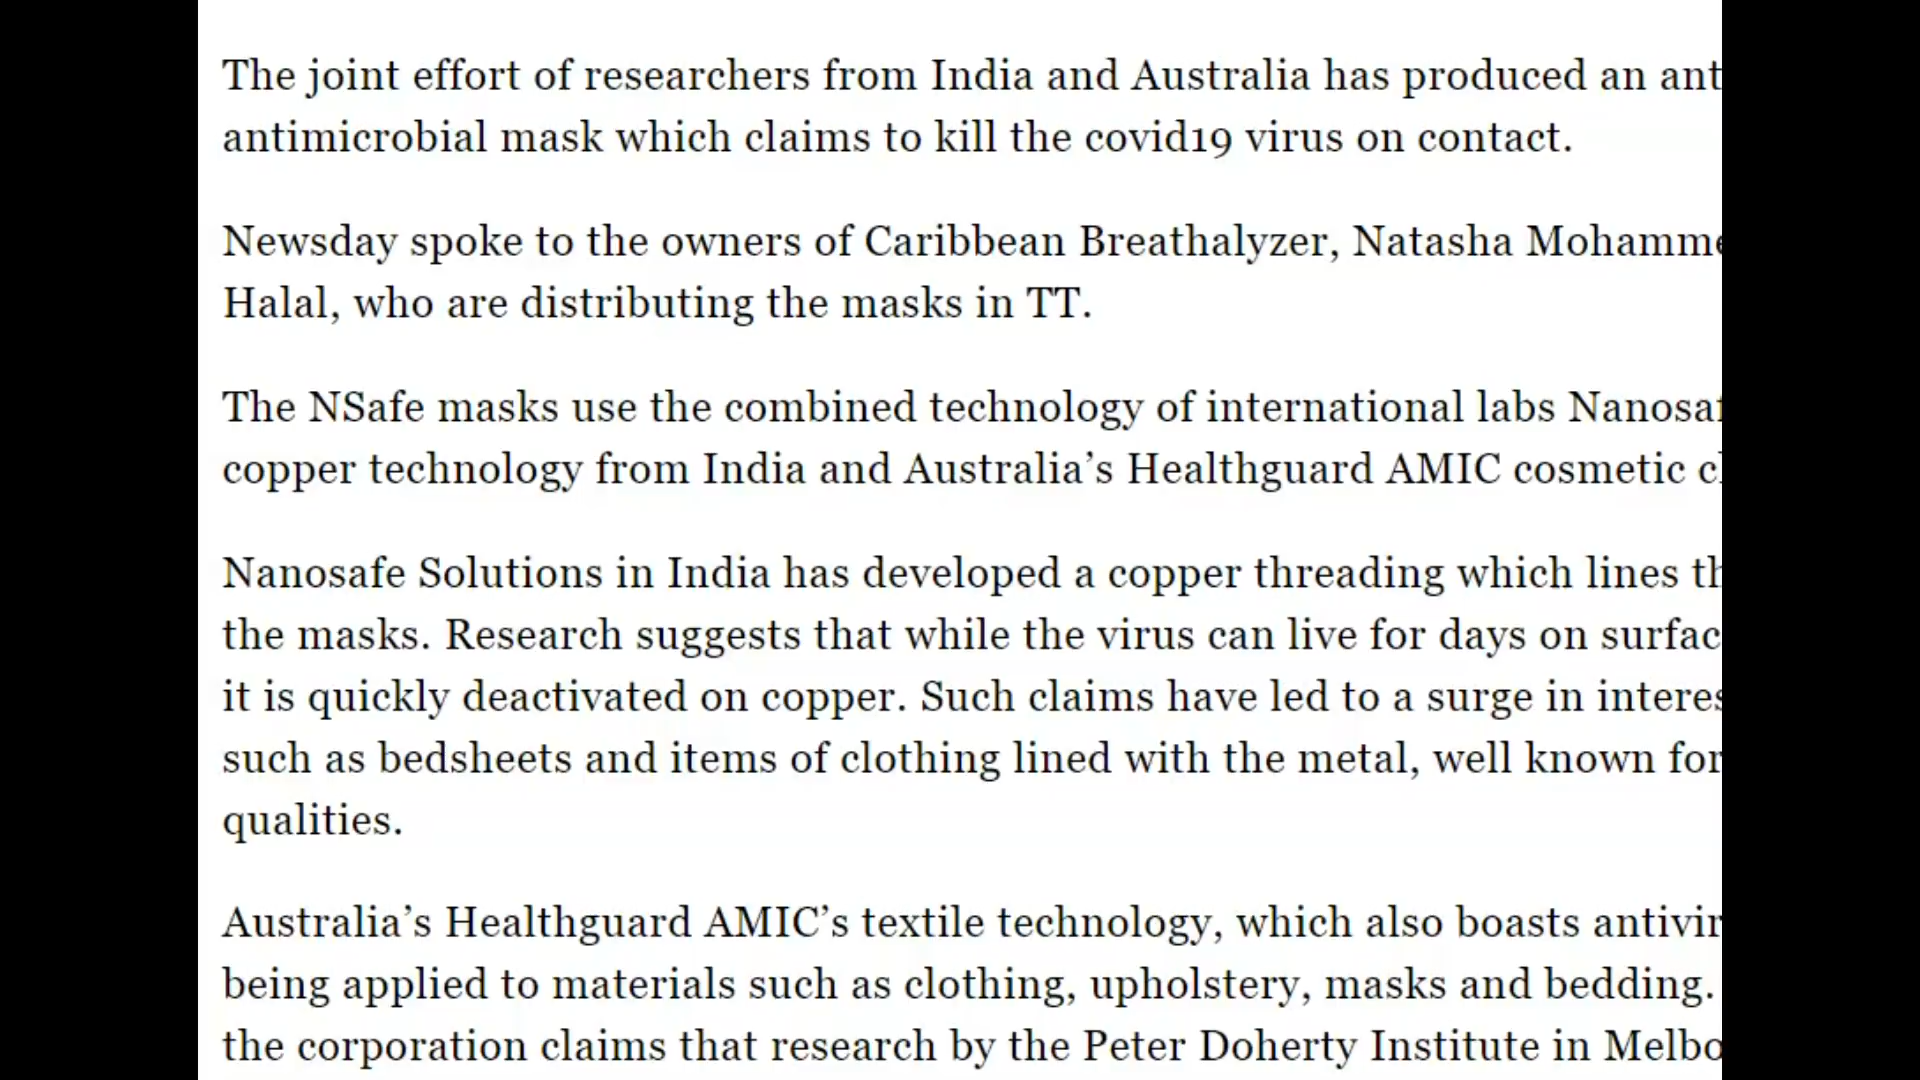 The joint effort of researchers from India and Australia has produced an
antimicrobial mask which claims to kill the covid19 virus on contact.
Newsday spoke to the owners of Caribbean Breathalyzer, Natasha
Halal, who are distributing the masks in TT.
The NSafe masks use the combined technology of international labs
copper technology from India and Australia’s Healthguard AMIC cosmetic
Nanosafe Solutions in India has developed a copper threading which lines
the masks. Research suggests that while the virus can live for days on
it is quickly deactivated on copper. Such claims have led to a surge in
such as bedsheets and items of clothing lined with the metal, well known for
qualities.
Australia’s Healthguard AMIC’s textile technology, which also boasts
being applied to materials such as clothing, upholstery, masks and bedding.
the corporation claims that research by the Peter Doherty Institute in